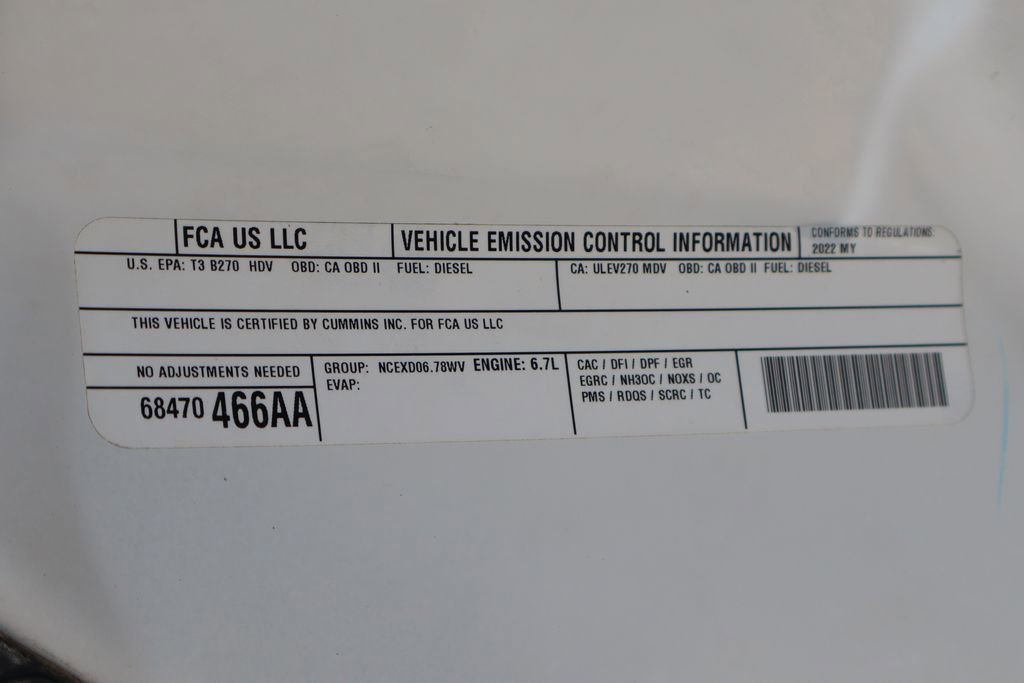 FCA US LLC
VEHICLE EMISSION CONTROL INFORMATION
CONFORMS TO REGULATIONS:
2022 MY
U.S. EPA: T3 B270 HDV OBD: CA OBD II FUEL: DIESEL
CA: ULEV270 MDV OBD: CA OBD II FUEL: DIESEL
THIS VEHICLE IS CERTIFIED BY CUMMINS INC. FOR FCA US LLC
NO ADJUSTMENTS NEEDED
68470 466AA
GROUP: NCEXD06.78WV ENGINE: 6.7L
EVAP:
CAC / DFI / DPF / EGR
EGRC / NH3OC / NOXS / OC
PMS / RDQS / SCRC / TC